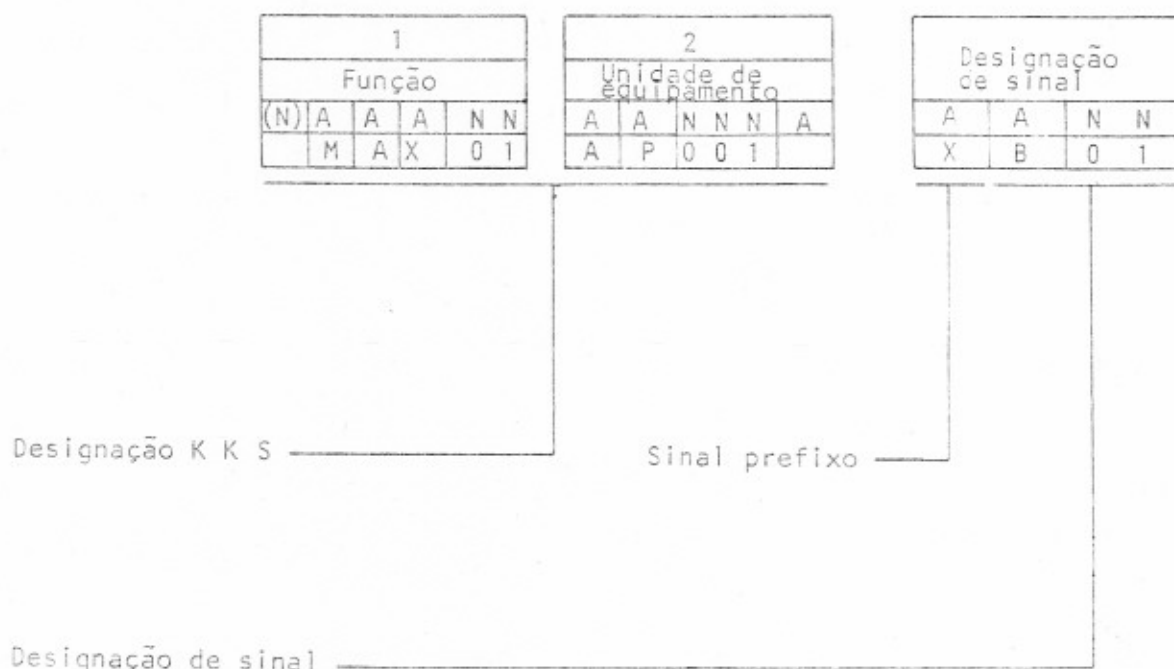 1 2 Designação
de sinal
Função Unidade de
equipamento
(N) A A A N N A A N N N A A A N N
M A X 0 1 A P 0 0 1 X B 0 1
Designação K K S Sinal prefixo
Designação de sinal